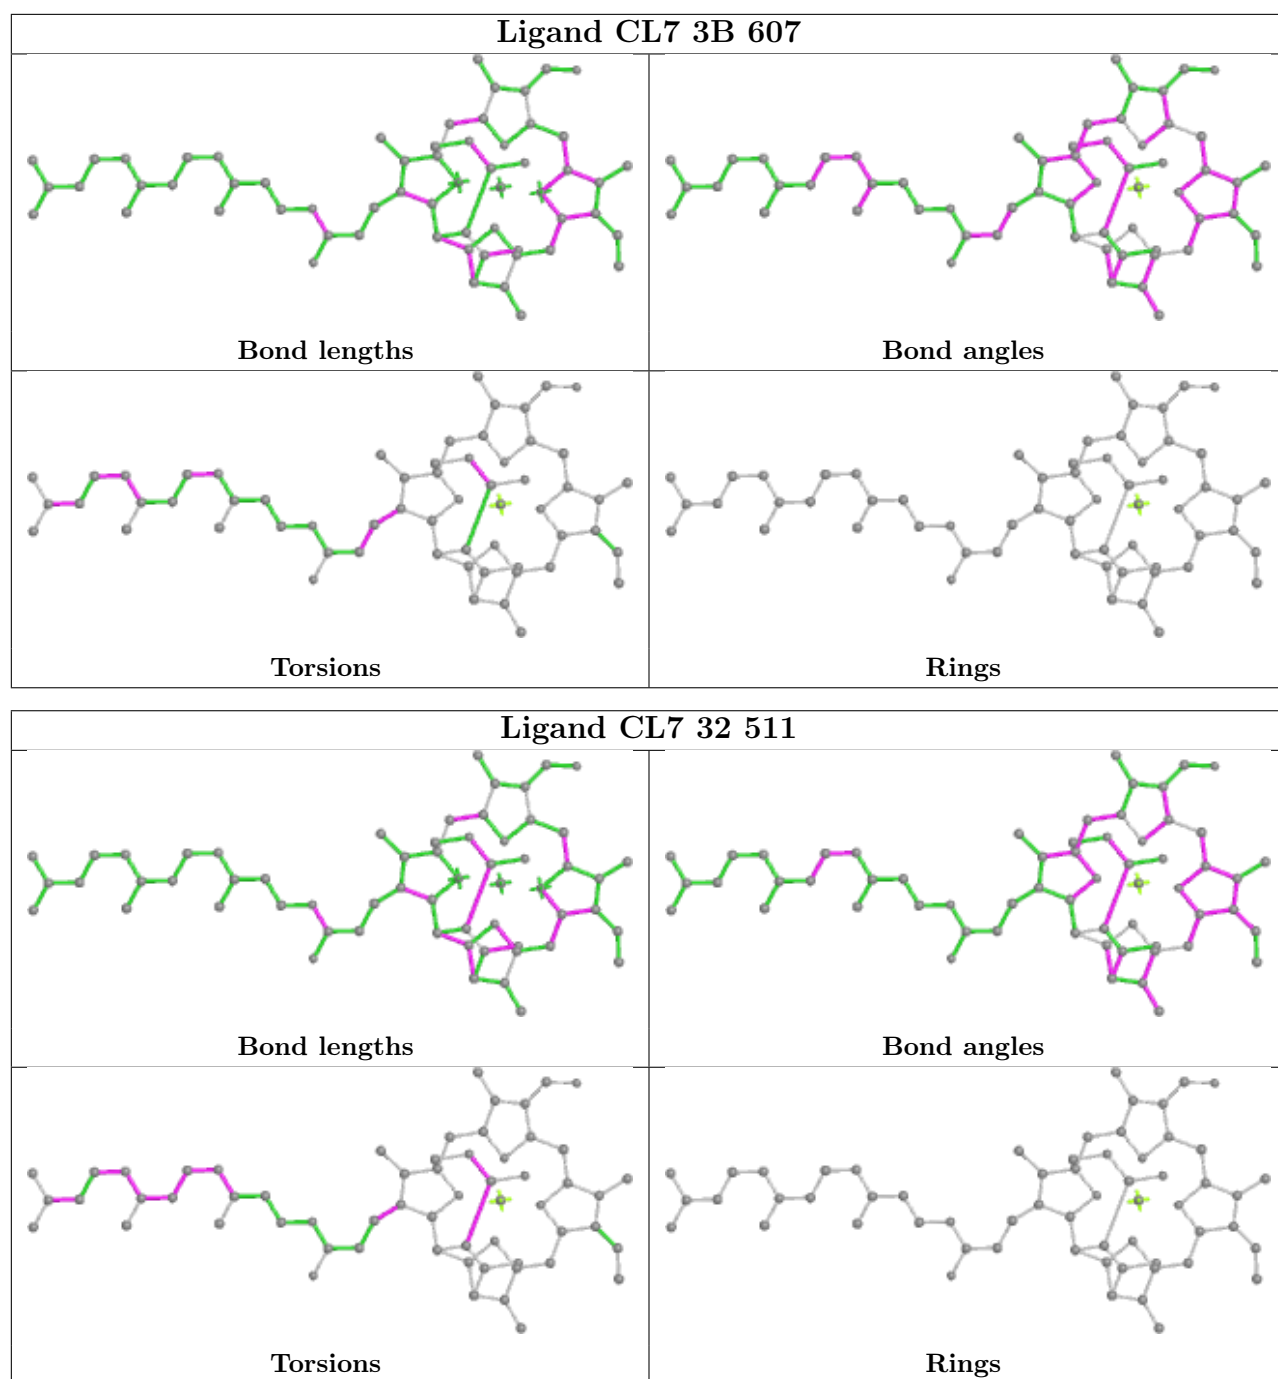 Ligand CL7 3B 607
Bond lengths
Bond angles
Torsions
Rings
Ligand CL7 32 511
Bond lengths
Bond angles
Torsions
Rings